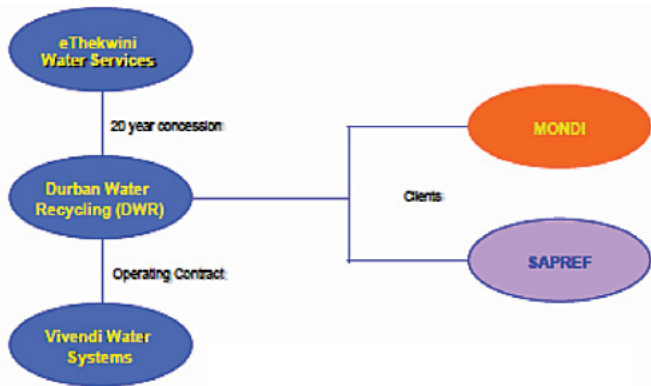 eThekwini
Water Services
20 year concession
MONDI
Durban Water
Recycling (DWR)
Clients
SAPREF
Operating Contract
Vivendi Water
Systems